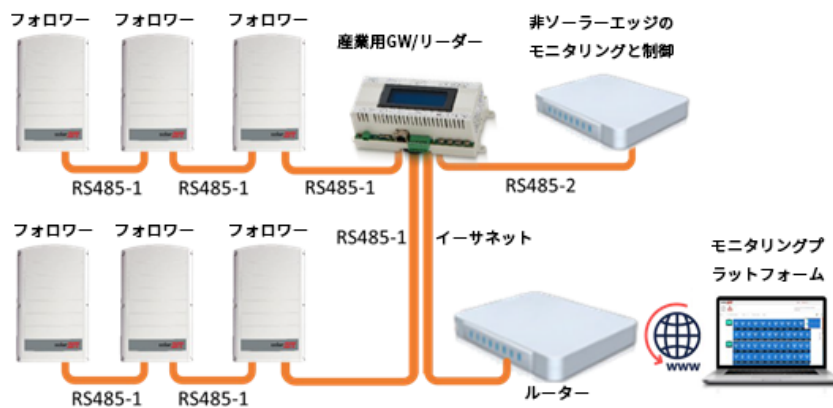 フォロワー
フォロワー
フォロワー
産業用GW/リーダー
非ソーラーエッジの
モニタリングと制御
RS485-1
RS485-1
RS485-1
RS485-2
フォロワー
フォロワー
フォロワー
RS485-1
イーサネット
モニタリングプ
ラットフォーム
www
ルーター
RS485-1
RS485-1